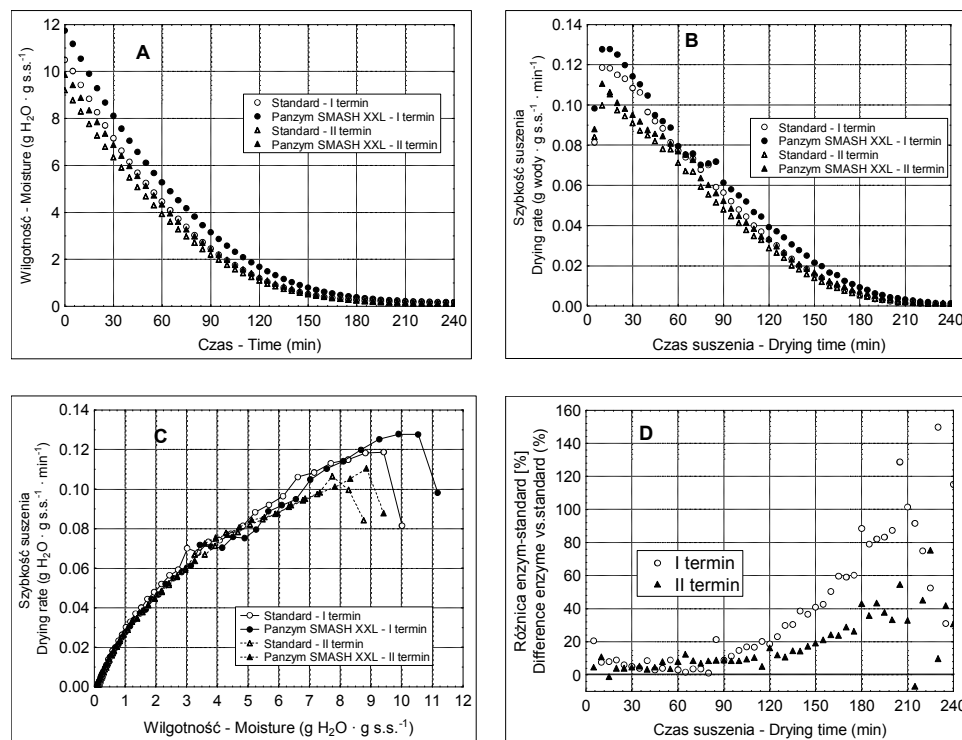 A
Wilgotność - Moisture (g H₂O · g s.s.⁻¹)
12
10
8
6
4
2
0
○ Standard - I termin
● Panzym SMASH XXL - I termin
△ Standard - II termin
▲ Panzym SMASH XXL - II termin
0 30 60 90 120 150 180 210 240
Czas - Time (min)
B
Szybkość suszenia
Drying rate (g wody · g s.s.⁻¹ · min⁻¹)
0.14
0.12
0.10
0.08
0.06
0.04
0.02
0.00
○ Standard - I termin
● Panzym SMASH XXL - I termin
△ Standard - II termin
▲ Panzym SMASH XXL - II termin
0 30 60 90 120 150 180 210 240
Czas suszenia - Drying time (min)
C
Szybkość suszenia
Drying rate (g H₂O · g s.s.⁻¹ · min⁻¹)
0.14
0.12
0.10
0.08
0.06
0.04
0.02
0.00
Standard - I termin
Panzym SMASH XXL - I termin
Standard - II termin
Panzym SMASH XXL - II termin
0 1 2 3 4 5 6 7 8 9 10 11 12
Wilgotność - Moisture (g H₂O · g s.s.⁻¹)
D
Różnica enzym-standard [%]
Difference enzyme vs.standard (%)
160
140
120
100
80
60
40
20
0
○ I termin
▲ II termin
0 30 60 90 120 150 180 210 240
Czas suszenia - Drying time (min)